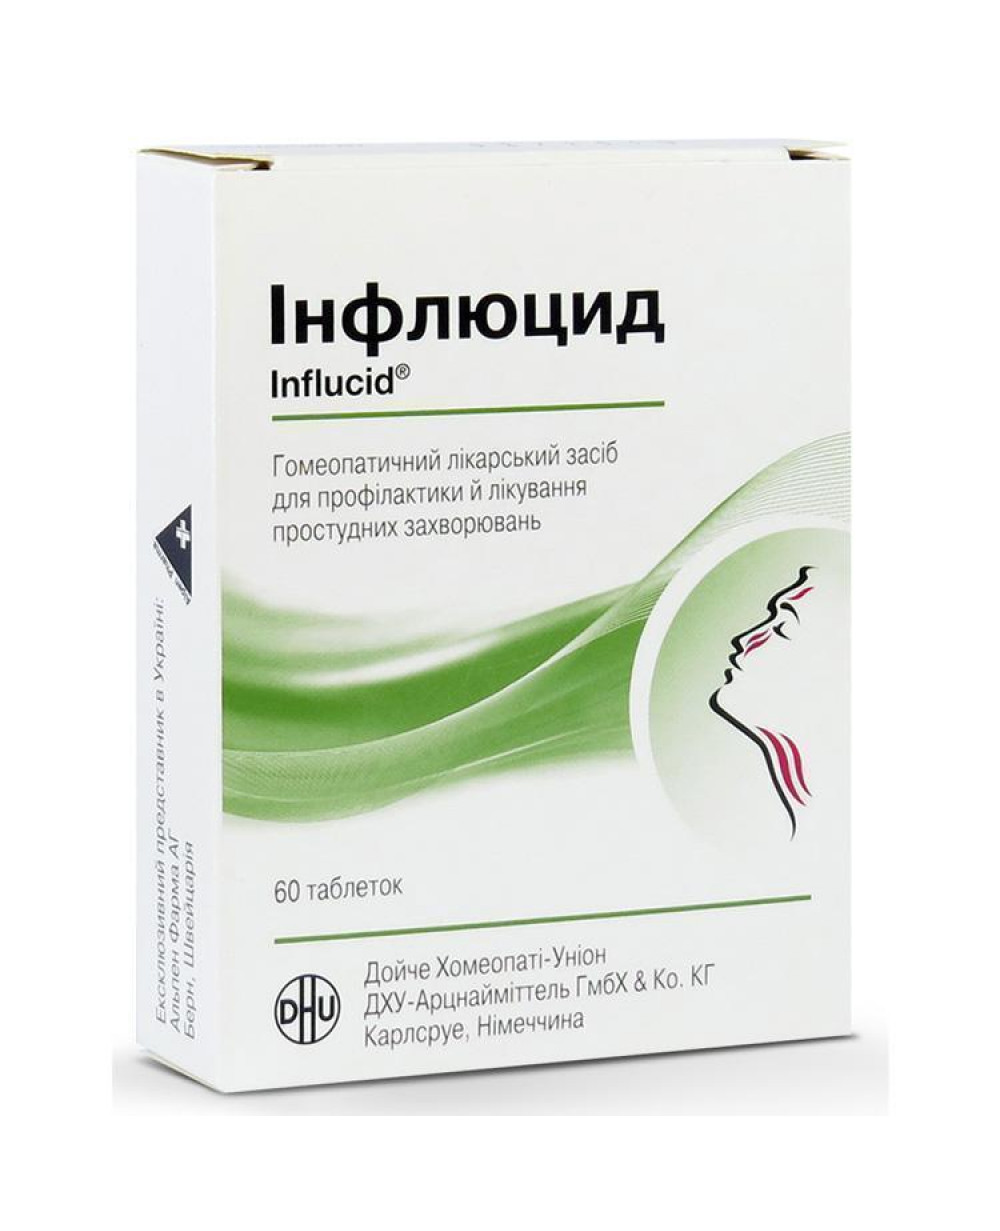 Інфлюцид
Influcid®
Гомеопатичний лікарський засіб
для профілактики й лікування
простудних захворювань
60 таблеток
DHU
Дойче Хомеопаті-Уніон
ДХУ-Арцнайміттель ГмбХ & Ко. КГ
Карлсруе, Німеччина
Ексклюзивний представник в Україні:
Альпен Фарма АГ
Берн, Швейцарія